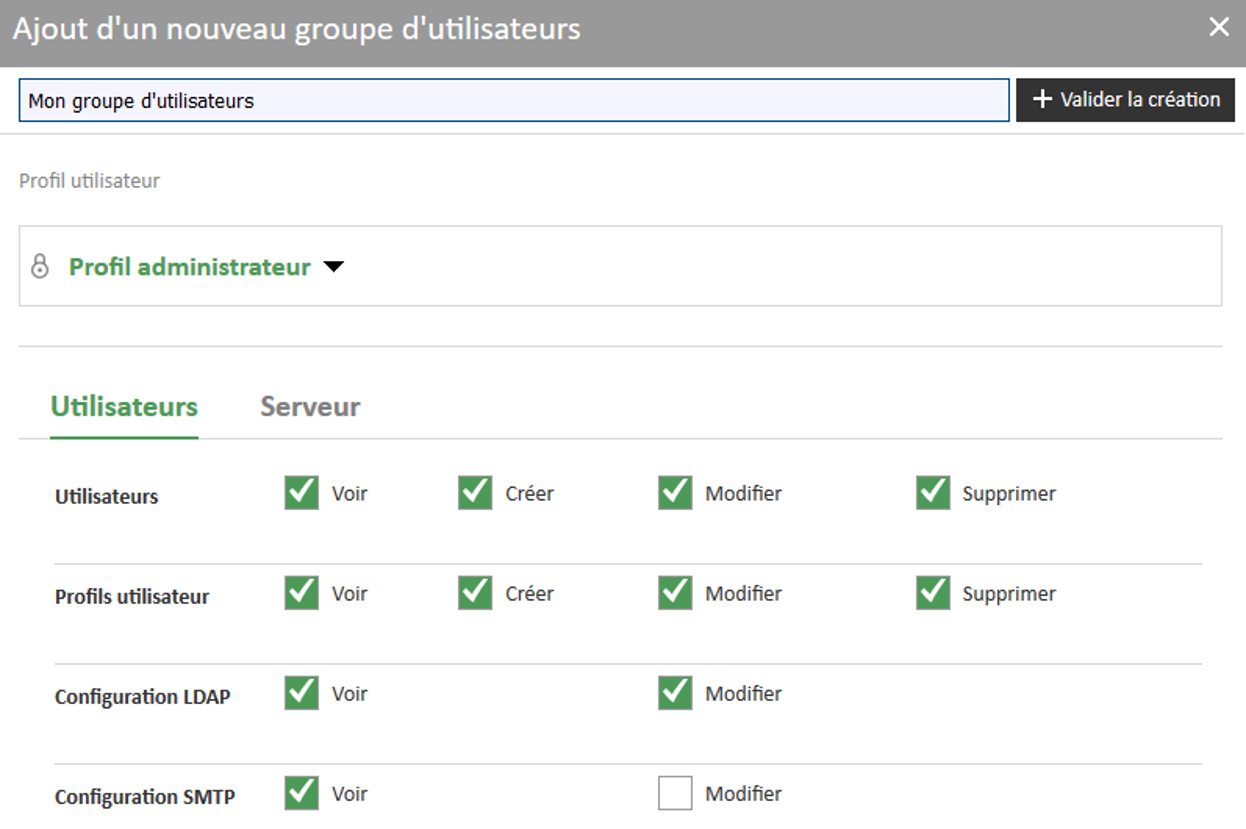 Ajout d'un nouveau groupe d'utilisateurs
Mon groupe d'utilisateurs
Valider la création
Profil utilisateur
Profil administrateur
Utilisateurs Serveur
Utilisateurs Voir Créer Modifier Supprimer
Profils utilisateur Voir Créer Modifier Supprimer
Configuration LDAP Voir Modifier
Configuration SMTP Voir Modifier